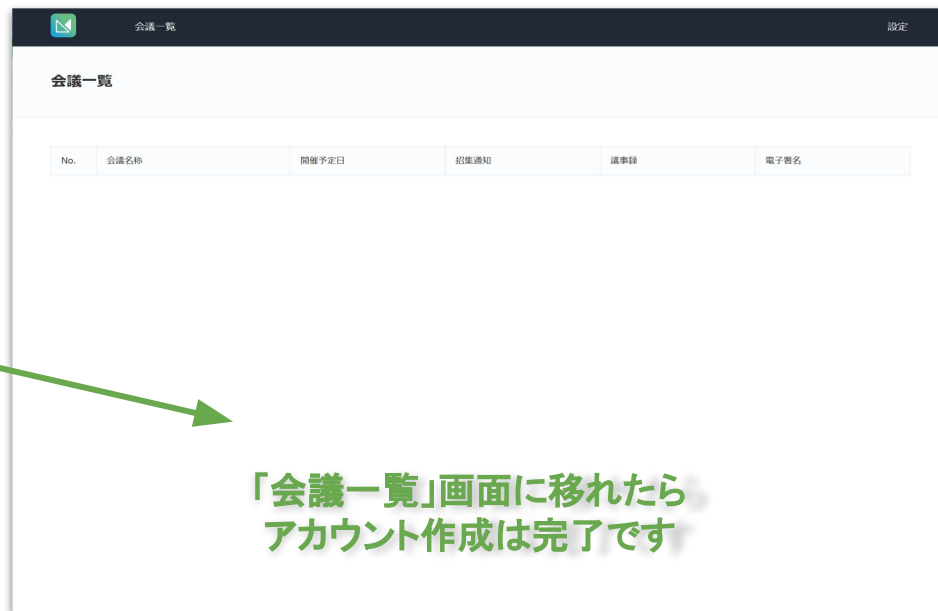 会議一覧 設定
会議一覧
No. 会議名称 開催予定日 招集通知 議事録 電子署名
「会議一覧」画面に移れたら
アカウント作成は完了です